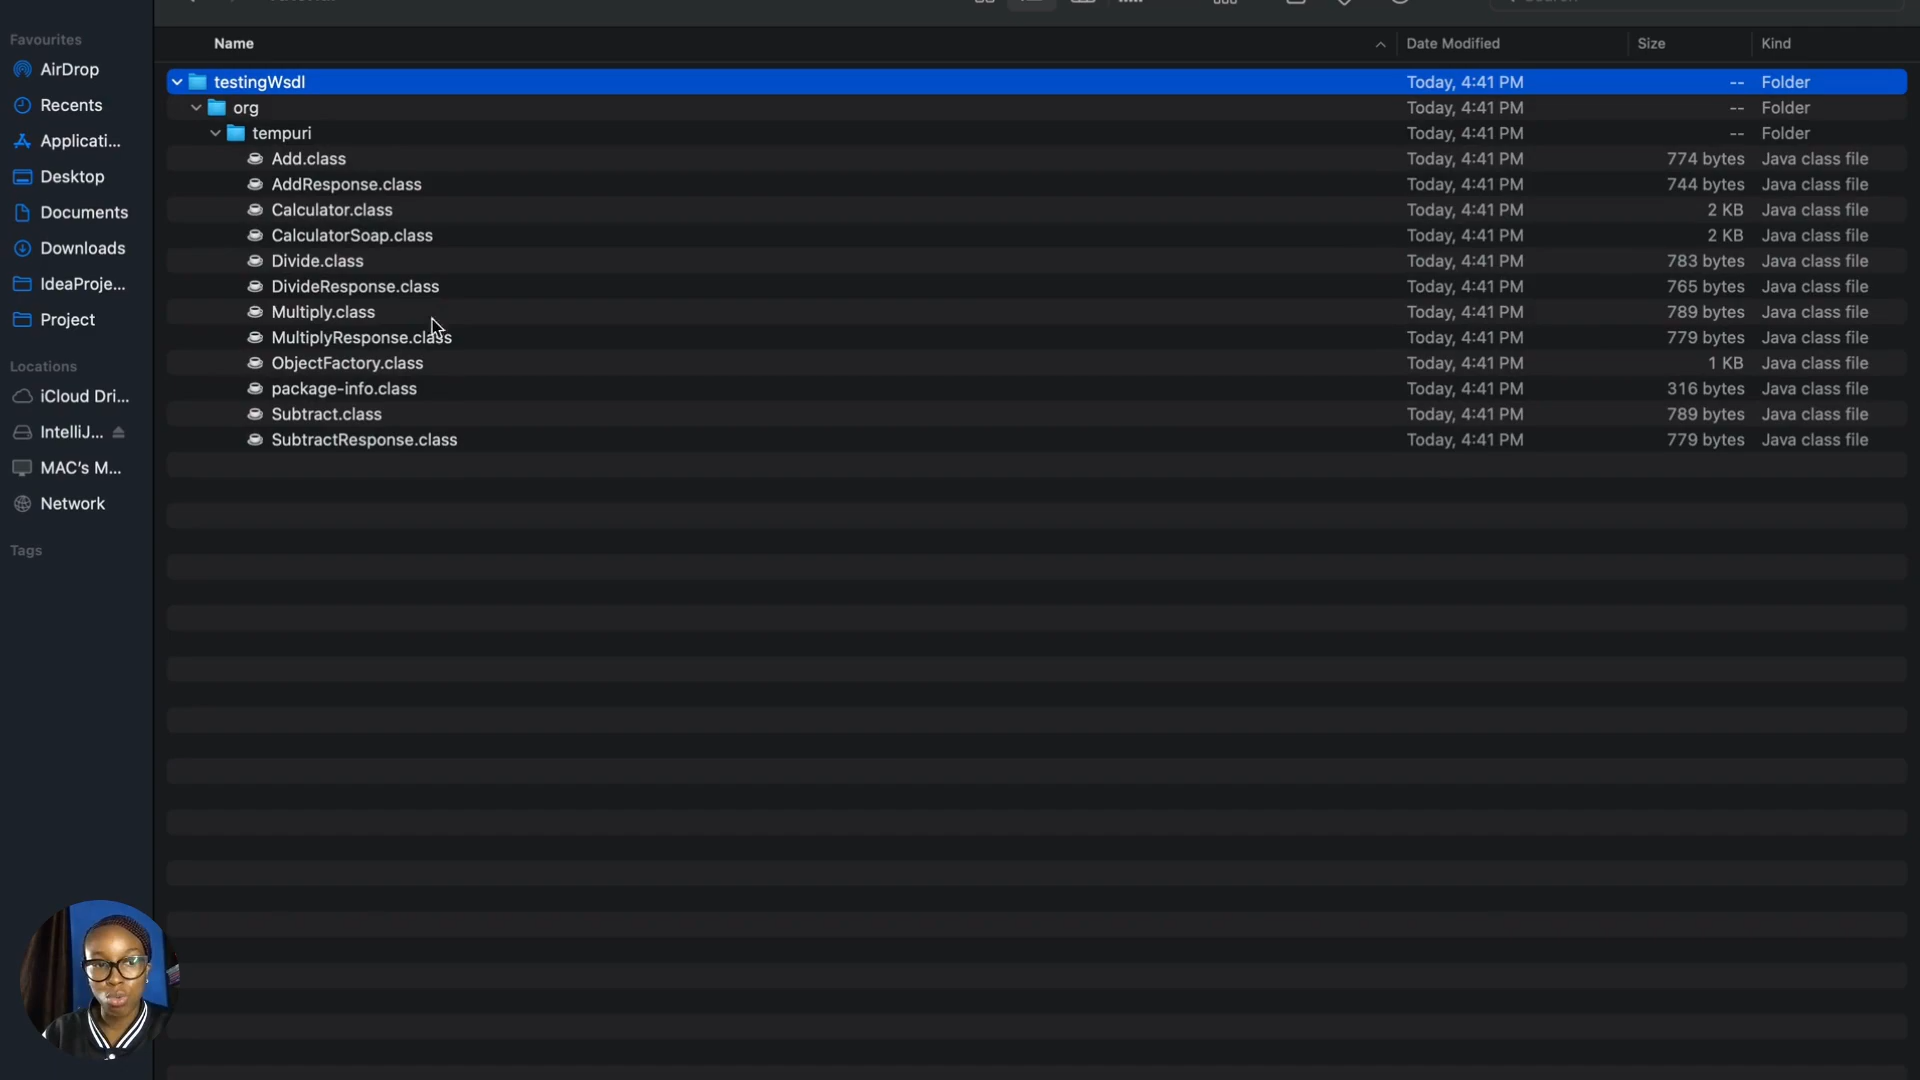 Favourites
AirDrop
Recents
Applicati...
Desktop
Documents
Downloads
IdeaProje...
Project
Locations
iCloud Dri...
IntelliJ...
MAC's M...
Network
Tags
Name Date Modified Size Kind
testingWsdl Today, 4:41 PM -- Folder
org Today, 4:41 PM -- Folder
tempuri Today, 4:41 PM -- Folder
Add.class Today, 4:41 PM 774 bytes Java class file
AddResponse.class Today, 4:41 PM 744 bytes Java class file
Calculator.class Today, 4:41 PM 2 KB Java class file
CalculatorSoap.class Today, 4:41 PM 2 KB Java class file
Divide.class Today, 4:41 PM 783 bytes Java class file
DivideResponse.class Today, 4:41 PM 765 bytes Java class file
Multiply.class Today, 4:41 PM 789 bytes Java class file
MultiplyResponse.class Today, 4:41 PM 779 bytes Java class file
ObjectFactory.class Today, 4:41 PM 1 KB Java class file
package-info.class Today, 4:41 PM 316 bytes Java class file
Subtract.class Today, 4:41 PM 789 bytes Java class file
SubtractResponse.class Today, 4:41 PM 779 bytes Java class file